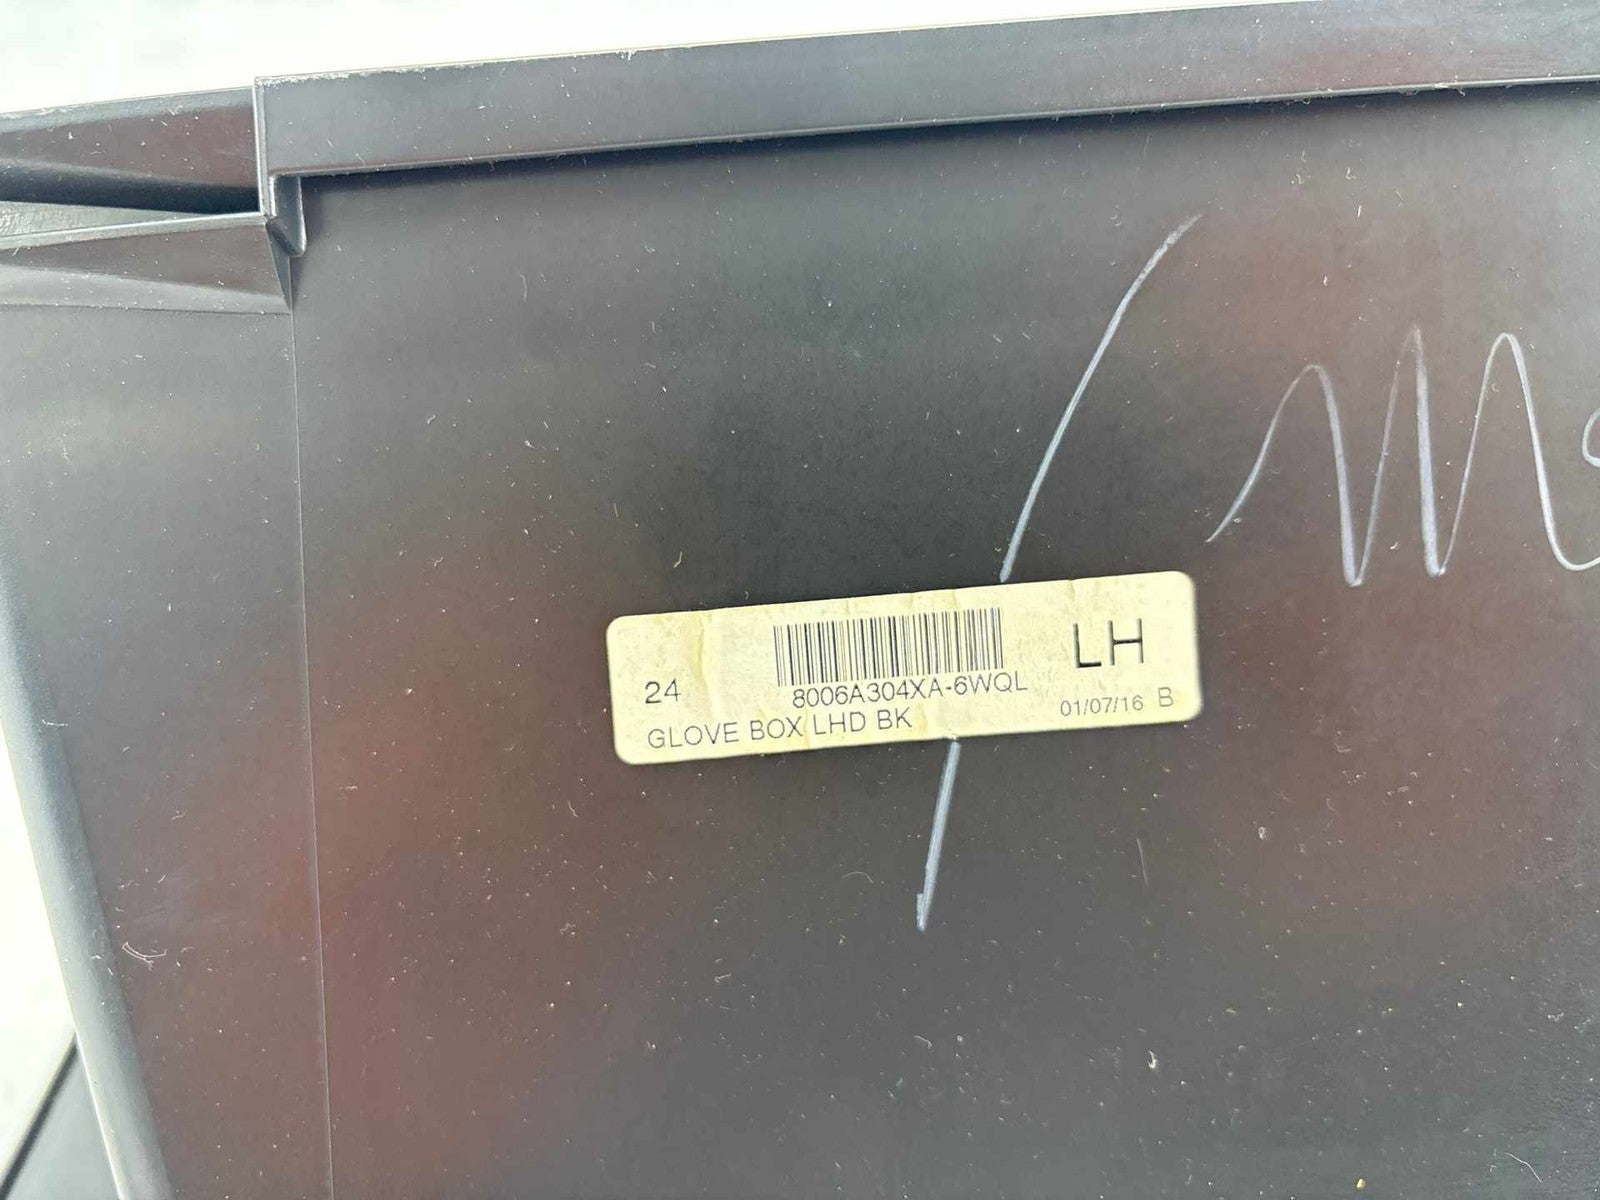 24
8006A304XA-6WQL
LH
GLOVE BOX LHD BK
01/07/16 B